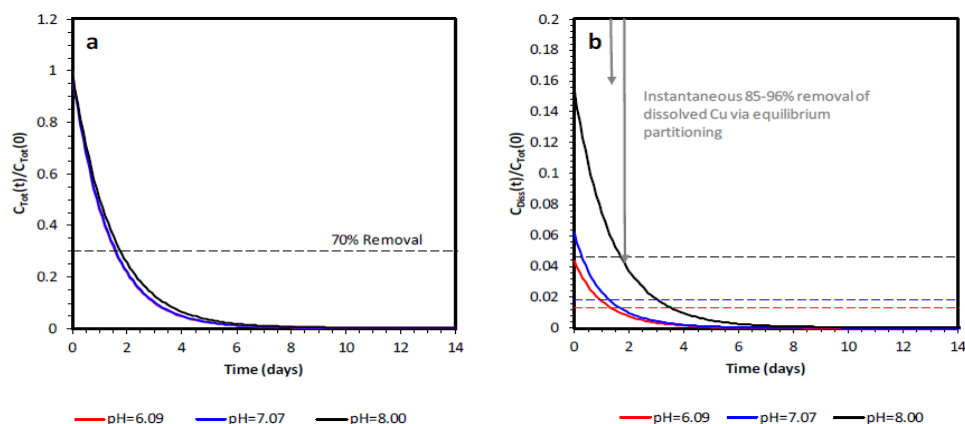 a
C_Tot(t)/C_Tot(0)
1.2
1
0.8
0.6
0.4
0.2
0
70% Removal
0 2 4 6 8 10 12 14
Time (days)
pH=6.09 pH=7.07 pH=8.00
b
C_Diss(t)/C_Tot(0)
0.2
0.18
0.16
0.14
0.12
0.1
0.08
0.06
0.04
0.02
0
Instantaneous 85-96% removal of
dissolved Cu via equilibrium
partitioning
0 2 4 6 8 10 12 14
Time (days)
pH=6.09 pH=7.07 pH=8.00